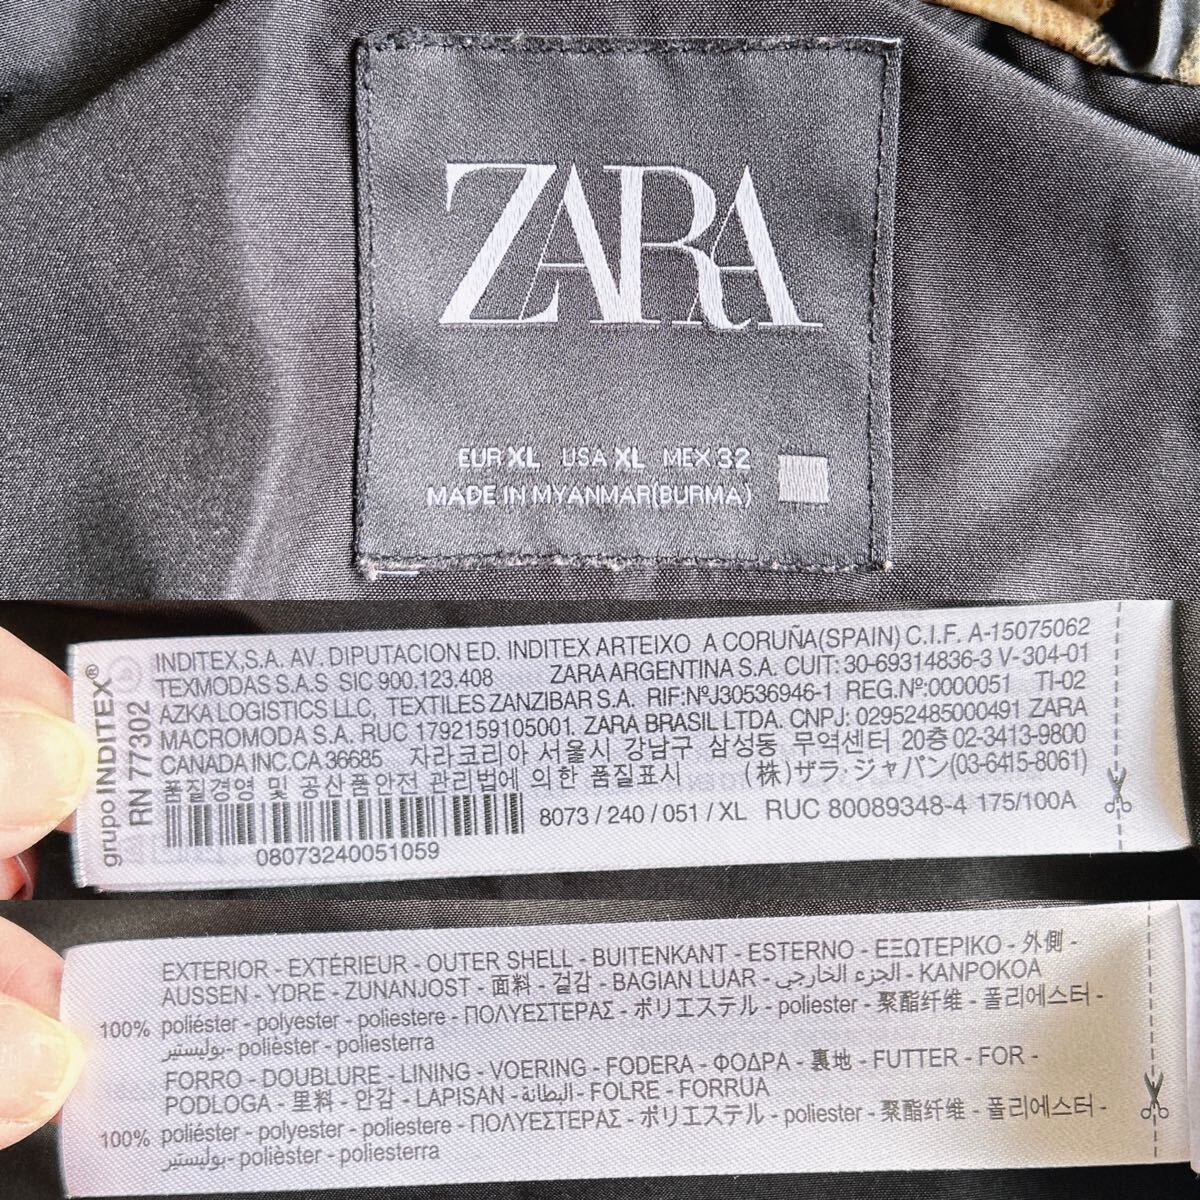 ZARA
EUR XL USA XL MEX 32
MADE IN MYANMAR(BURMA)
grupo INDITEX®
RN 77302
INDITEX,S.A. AV. DIPUTACION ED. INDITEX ARTEIXO A CORUÑA(SPAIN) C.I.F. A-15075062
TEXMODAS S.A.S SIC 900.123.408 ZARA ARGENTINA S.A. CUIT: 30-69314836-3 V-304-01
AZKA LOGISTICS LLC, TEXTILES ZANZIBAR S.A. RIF:NºJ30536946-1 REG.Nº:0000051 TI-02
MACROMODA S.A. RUC 1792159105001. ZARA BRASIL LTDA. CNPJ: 02952485000491 ZARA
CANADA INC.CA 36685 자라코리아 서울시 강남구 삼성동 무역센터 20층 02-3413-9800
품질경영 및 공산품안전 관리법에 의한 품질표시 (株)ザラ・ジャパン(03-6415-8061)
8073 / 240 / 051 / XL RUC 80089348-4 175/100A
08073240051059
EXTERIOR - EXTÉRIEUR - OUTER SHELL - BUITENKANT - ESTERNO - ΕΞΩΤΕΡΙΚΟ - 外側 -
AUSSEN - YDRE - ZUNANJOST - 面料 - 겉감 - BAGIAN LUAR - الجزء الخارجي - KANPOKOA
100% poliéster - polyester - poliestere - ΠΟΛΥΕΣΤΕΡΑΣ - ポリエステル - poliester - 聚酯纤维 - 폴리에스터 -
بوليستير - polièster - poliesterra
FORRO - DOUBLURE - LINING - VOERING - FODERA - ΦΟΔΡΑ - 裏地 - FUTTER - FOR -
PODLOGA - 里料 - 안감 - LAPISAN - البطانة - FOLRE - FORRUA
100% poliéster - polyester - poliestere - ΠΟΛΥΕΣΤΕΡΑΣ - ポリエステル - poliester - 聚酯纤维 - 폴리에스터 -
بوليستير - polièster - poliesterra